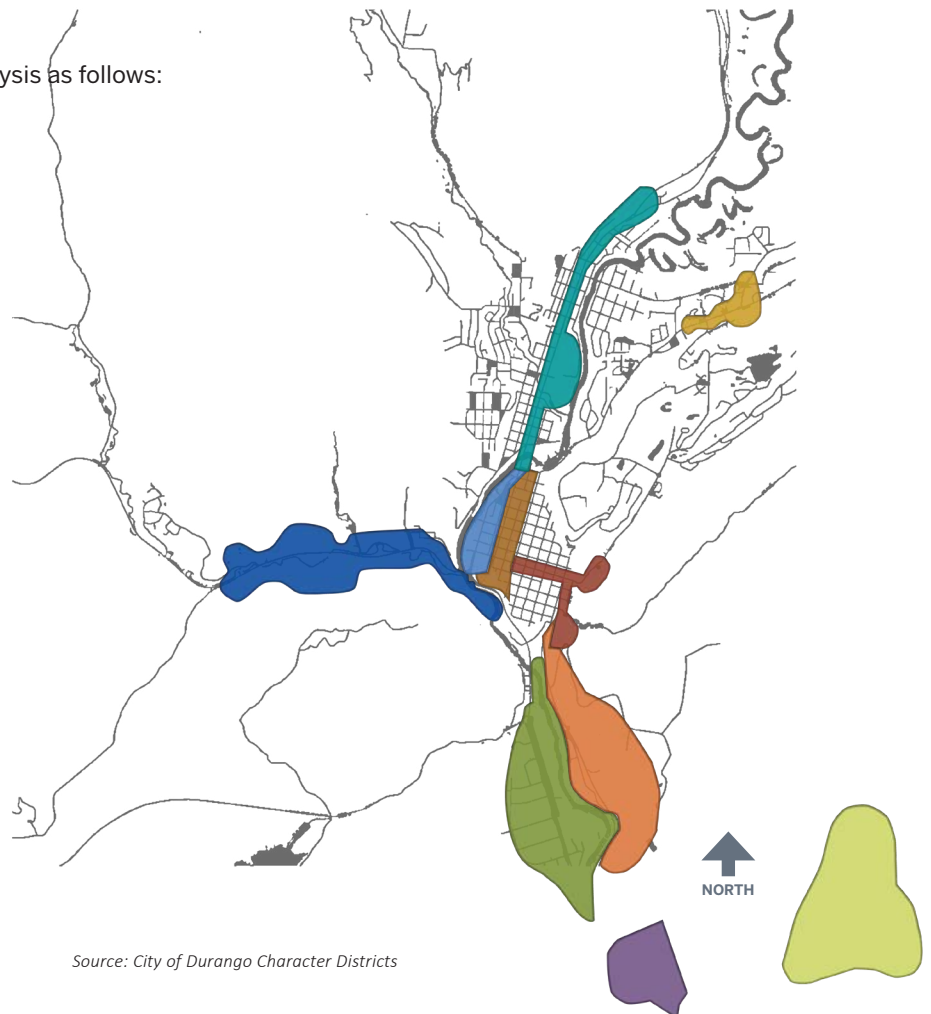 ysis as follows:
NORTH
Source: City of Durango Character Districts